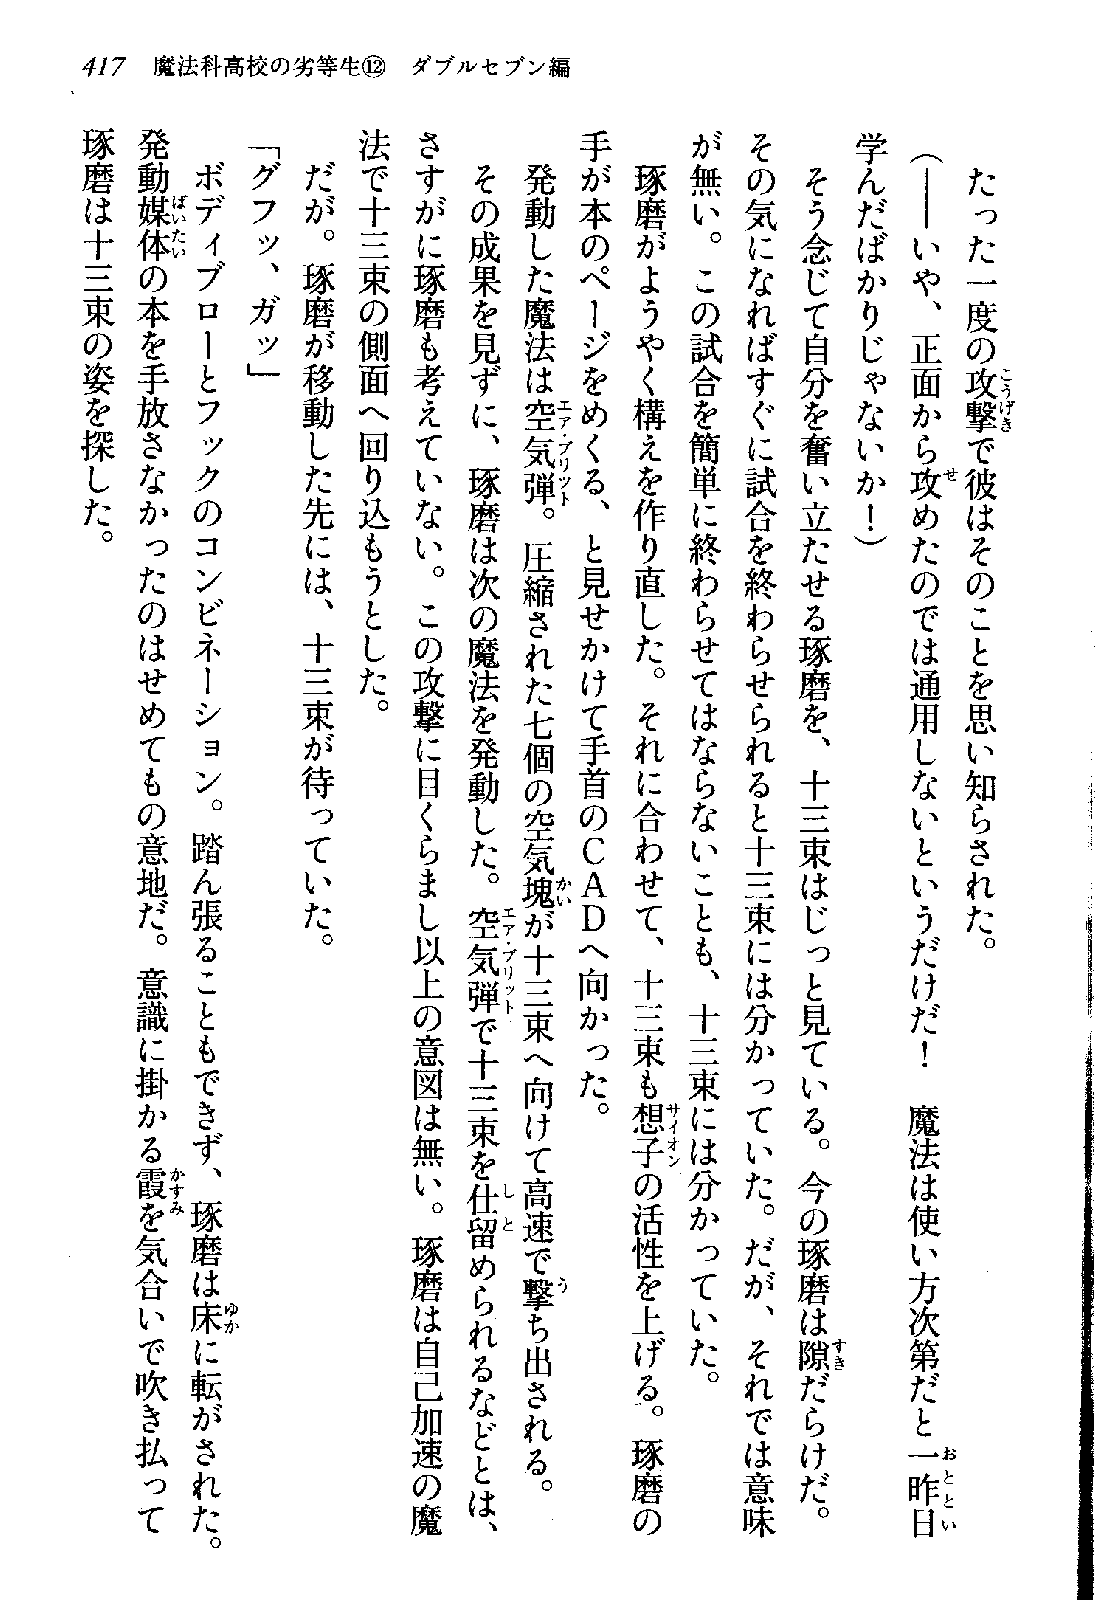 417　魔法科高校の劣等生⑫　ダブルセブン編
　たった一度の攻撃で彼はそのことを思い知らされた。
（――いや、正面から攻めたのでは通用しないというだけだ！　魔法は使い方次第だと一昨日
学んだばかりじゃないか！）
　そう念じて自分を奮い立たせる琢磨を、十三束はじっと見ている。今の琢磨は隙だらけだ。
その気になればすぐに試合を終わらせられると十三束には分かっていた。だが、それでは意味
が無い。この試合を簡単に終わらせてはならないことも、十三束には分かっていた。
　琢磨がようやく構えを作り直した。それに合わせて、十三束も想子の活性を上げる。琢磨の
手が本のページをめくる、と見せかけて手首のＣＡＤへ向かった。
　発動した魔法は空気弾。圧縮された七個の空気塊が十三束へ向けて高速で撃ち出される。
　その成果を見ずに、琢磨は次の魔法を発動した。空気弾で十三束を仕留められるなどとは、
さすがに琢磨も考えていない。この攻撃に目くらまし以上の意図は無い。琢磨は自己加速の魔
法で十三束の側面へ回り込もうとした。
　だが。琢磨が移動した先には、十三束が待っていた。
「グフッ、ガッ」
　ボディブローとフックのコンビネーション。踏ん張ることもできず、琢磨は床に転がされた。
発動媒体の本を手放さなかったのはせめてもの意地だ。意識に掛かる霞を気合いで吹き払って
琢磨は十三束の姿を探した。